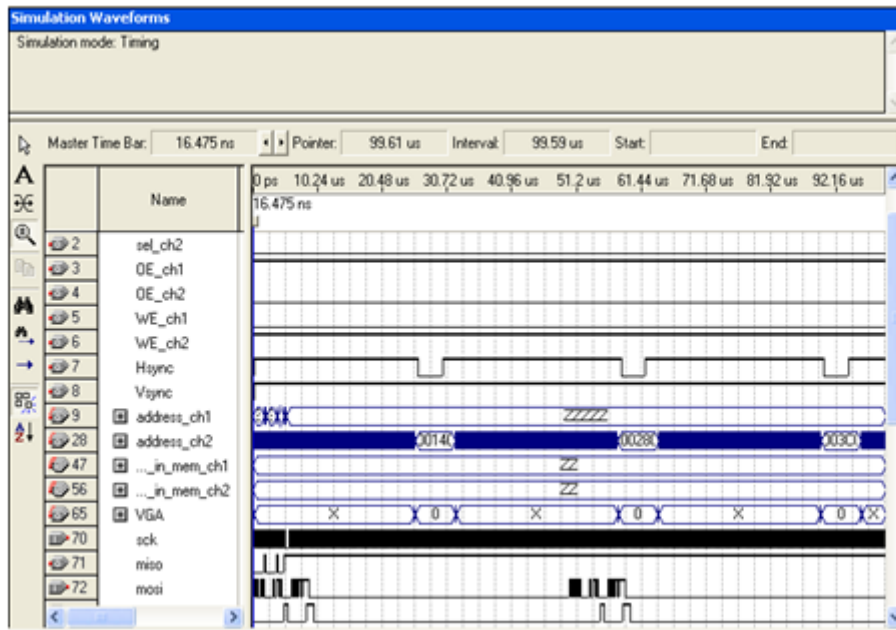 Simulation Waveforms
Simulation mode: Timing
Master Time Bar: 16.475 ns Pointer: 99.61 us Interval: 99.59 us Start: End:
Name
0 ps 10.24 us 20.48 us 30.72 us 40.96 us 51.2 us 61.44 us 71.68 us 81.92 us 92.16 us
16.475 ns
2 sel_ch2
3 OE_ch1
4 OE_ch2
5 WE_ch1
6 WE_ch2
7 Hsync
8 Vsync
9 address_ch1 ZZZZZ
28 address_ch2 0014C 0028C 003C
47 ..._in_mem_ch1 ZZ
56 ..._in_mem_ch2 ZZ
65 VGA X 0 X 0 X 0 X
70 sck
71 miso
72 mosi